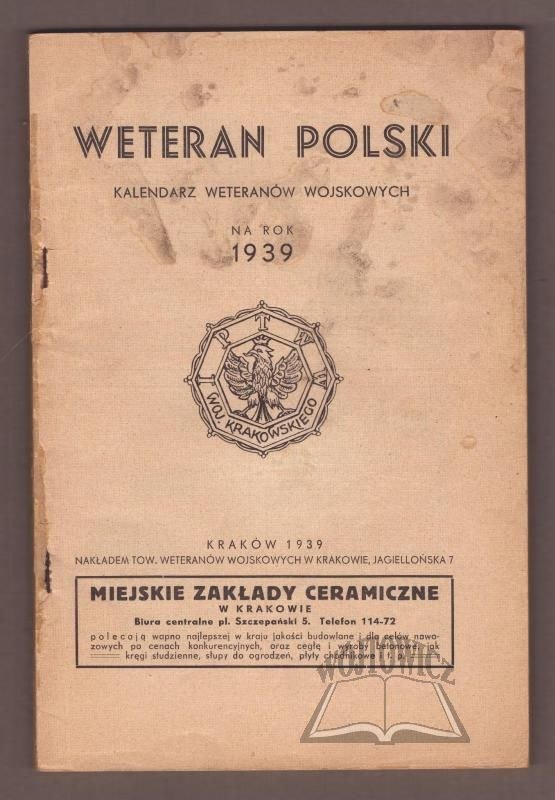 WETERAN POLSKI
KALENDARZ WETERANÓW WOJSKOWYCH
NA ROK
1939
I P T W W
WOJ. KRAKOWSKIEGO
KRAKÓW 1939
NAKŁADEM TOW. WETERANÓW WOJSKOWYCH W KRAKOWIE, JAGIELLOŃSKA 7
MIEJSKIE ZAKŁADY CERAMICZNE
W KRAKOWIE
Biura centralne pl. Szczepański 5. Telefon 114-72
polecają wapno najlepszej w kraju jakości budowlane i dla celów nawo-
zowych po cenach konkurencyjnych, oraz cegłę i wyroby betonowe, jak
kręgi studzienne, słupy do ogrodzeń, płyty chodnikowe i t. p.
WÓJTOWICZ